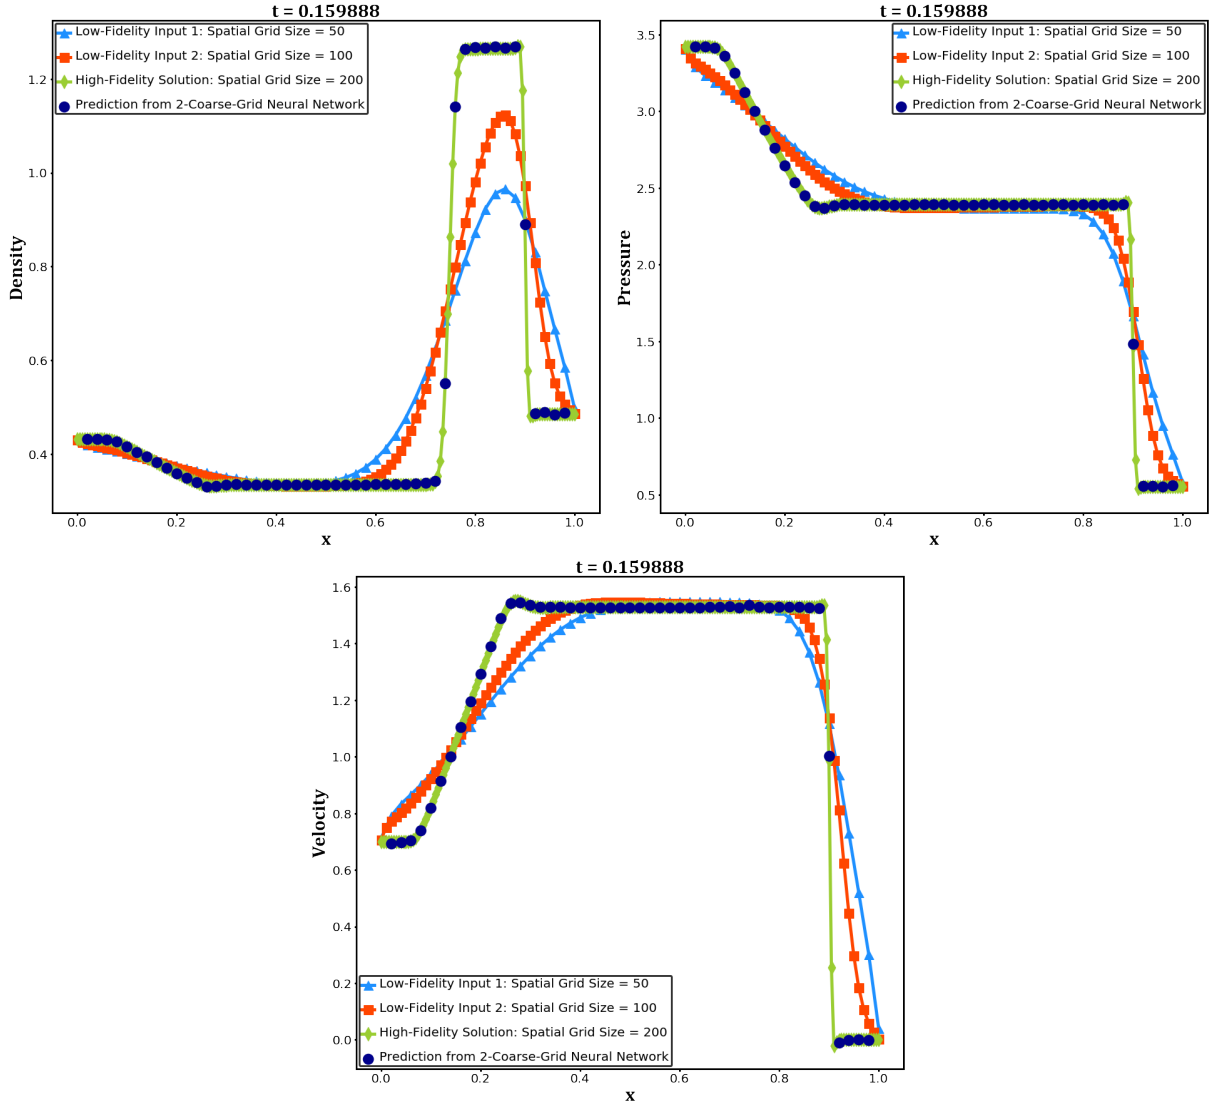 t = 0.159888
Low-Fidelity Input 1: Spatial Grid Size = 50
Low-Fidelity Input 2: Spatial Grid Size = 100
High-Fidelity Solution: Spatial Grid Size = 200
Prediction from 2-Coarse-Grid Neural Network
Density
1.2
1.0
0.8
0.6
0.4
0.0 0.2 0.4 0.6 0.8 1.0
x
t = 0.159888
Low-Fidelity Input 1: Spatial Grid Size = 50
Low-Fidelity Input 2: Spatial Grid Size = 100
High-Fidelity Solution: Spatial Grid Size = 200
Prediction from 2-Coarse-Grid Neural Network
Pressure
3.5
3.0
2.5
2.0
1.5
1.0
0.5
0.0 0.2 0.4 0.6 0.8 1.0
x
t = 0.159888
Velocity
1.6
1.4
1.2
1.0
0.8
0.6
0.4
0.2
0.0
Low-Fidelity Input 1: Spatial Grid Size = 50
Low-Fidelity Input 2: Spatial Grid Size = 100
High-Fidelity Solution: Spatial Grid Size = 200
Prediction from 2-Coarse-Grid Neural Network
0.0 0.2 0.4 0.6 0.8 1.0
x